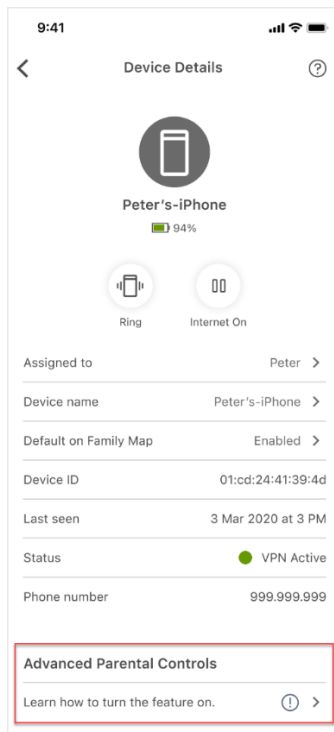 9:41
Device Details
Peter's-iPhone
94%
Ring Internet On
Assigned to Peter
Device name Peter's-iPhone
Default on Family Map Enabled
Device ID 01:cd:24:41:39:4d
Last seen 3 Mar 2020 at 3 PM
Status VPN Active
Phone number 999.999.999
Advanced Parental Controls
Learn how to turn the feature on.